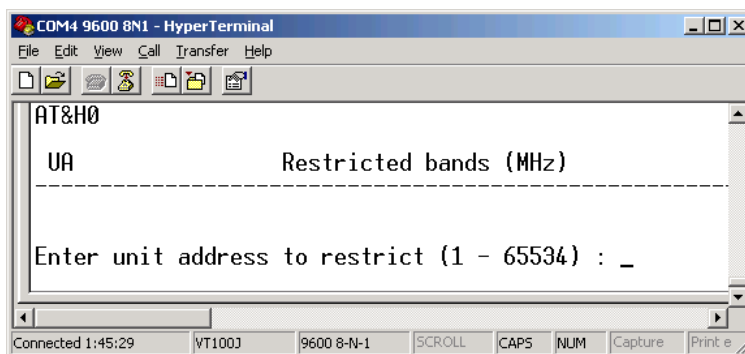 COM4 9600 8N1 - HyperTerminal
File Edit View Call Transfer Help
AT&H0
UA Restricted bands (MHz)
--------------------------------------------------------------
Enter unit address to restrict (1 - 65534) : _
Connected 1:45:29 VT100J 9600 8-N-1 SCROLL CAPS NUM Capture Print e